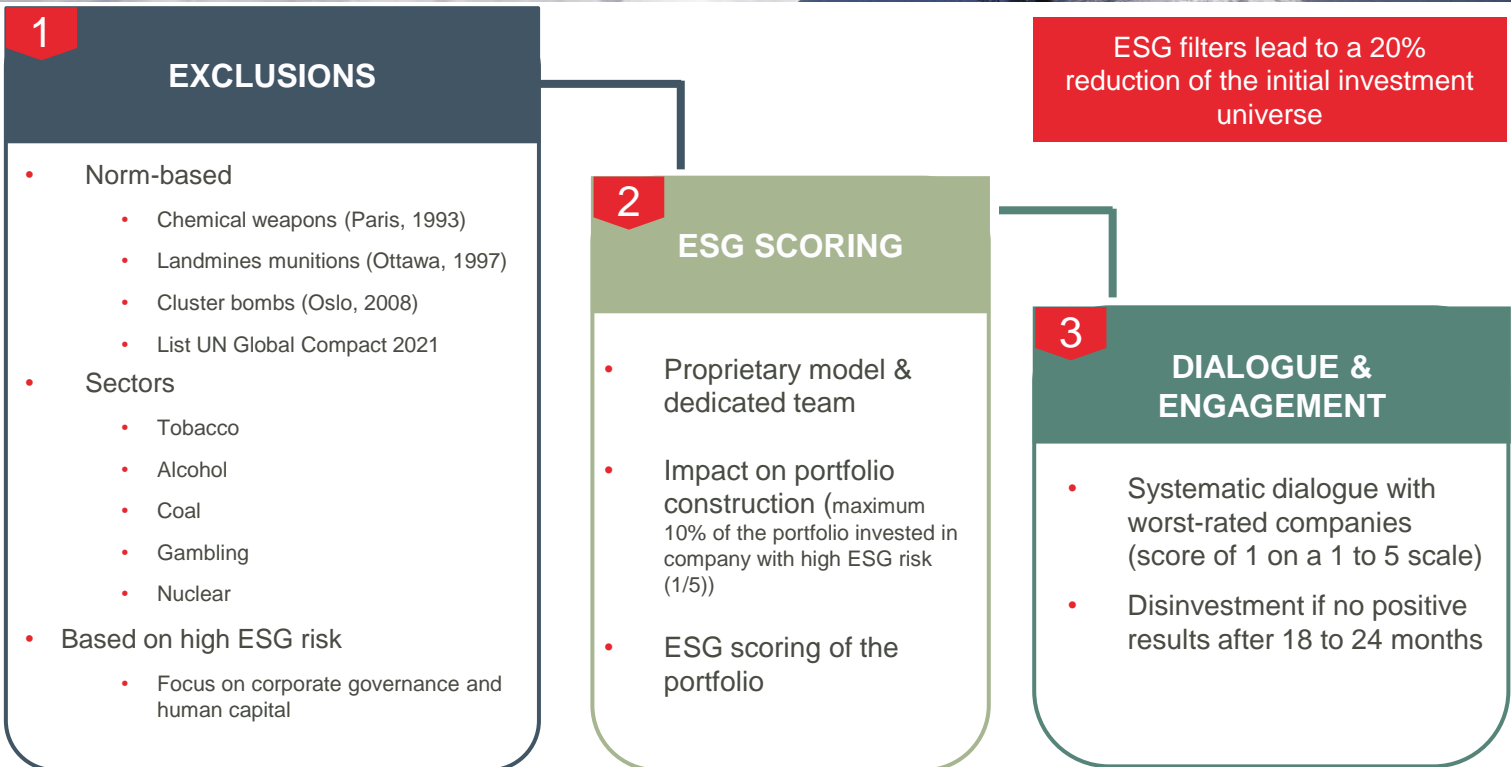 1
EXCLUSIONS
• Norm-based
• Chemical weapons (Paris, 1993)
• Landmines munitions (Ottawa, 1997)
• Cluster bombs (Oslo, 2008)
• List UN Global Compact 2021
• Sectors
• Tobacco
• Alcohol
• Coal
• Gambling
• Nuclear
• Based on high ESG risk
• Focus on corporate governance and
human capital
2
ESG SCORING
• Proprietary model &
dedicated team
• Impact on portfolio
construction (maximum
10% of the portfolio invested in
company with high ESG risk
(1/5))
• ESG scoring of the
portfolio
ESG filters lead to a 20%
reduction of the initial investment
universe
3
DIALOGUE &
ENGAGEMENT
• Systematic dialogue with
worst-rated companies
(score of 1 on a 1 to 5 scale)
• Disinvestment if no positive
results after 18 to 24 months